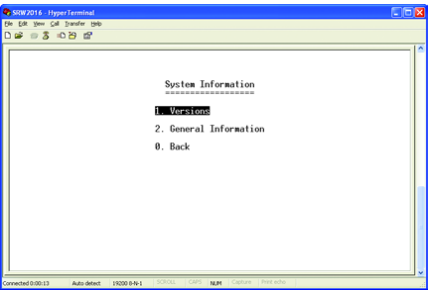 SRW2016 - HyperTerminal
File Edit View Call Transfer Help
System Information
==================
1. Versions
2. General Information
0. Back
Connected 0:00:13 Auto detect 19200 8-N-1 SCROLL CAPS NUM Capture Print echo